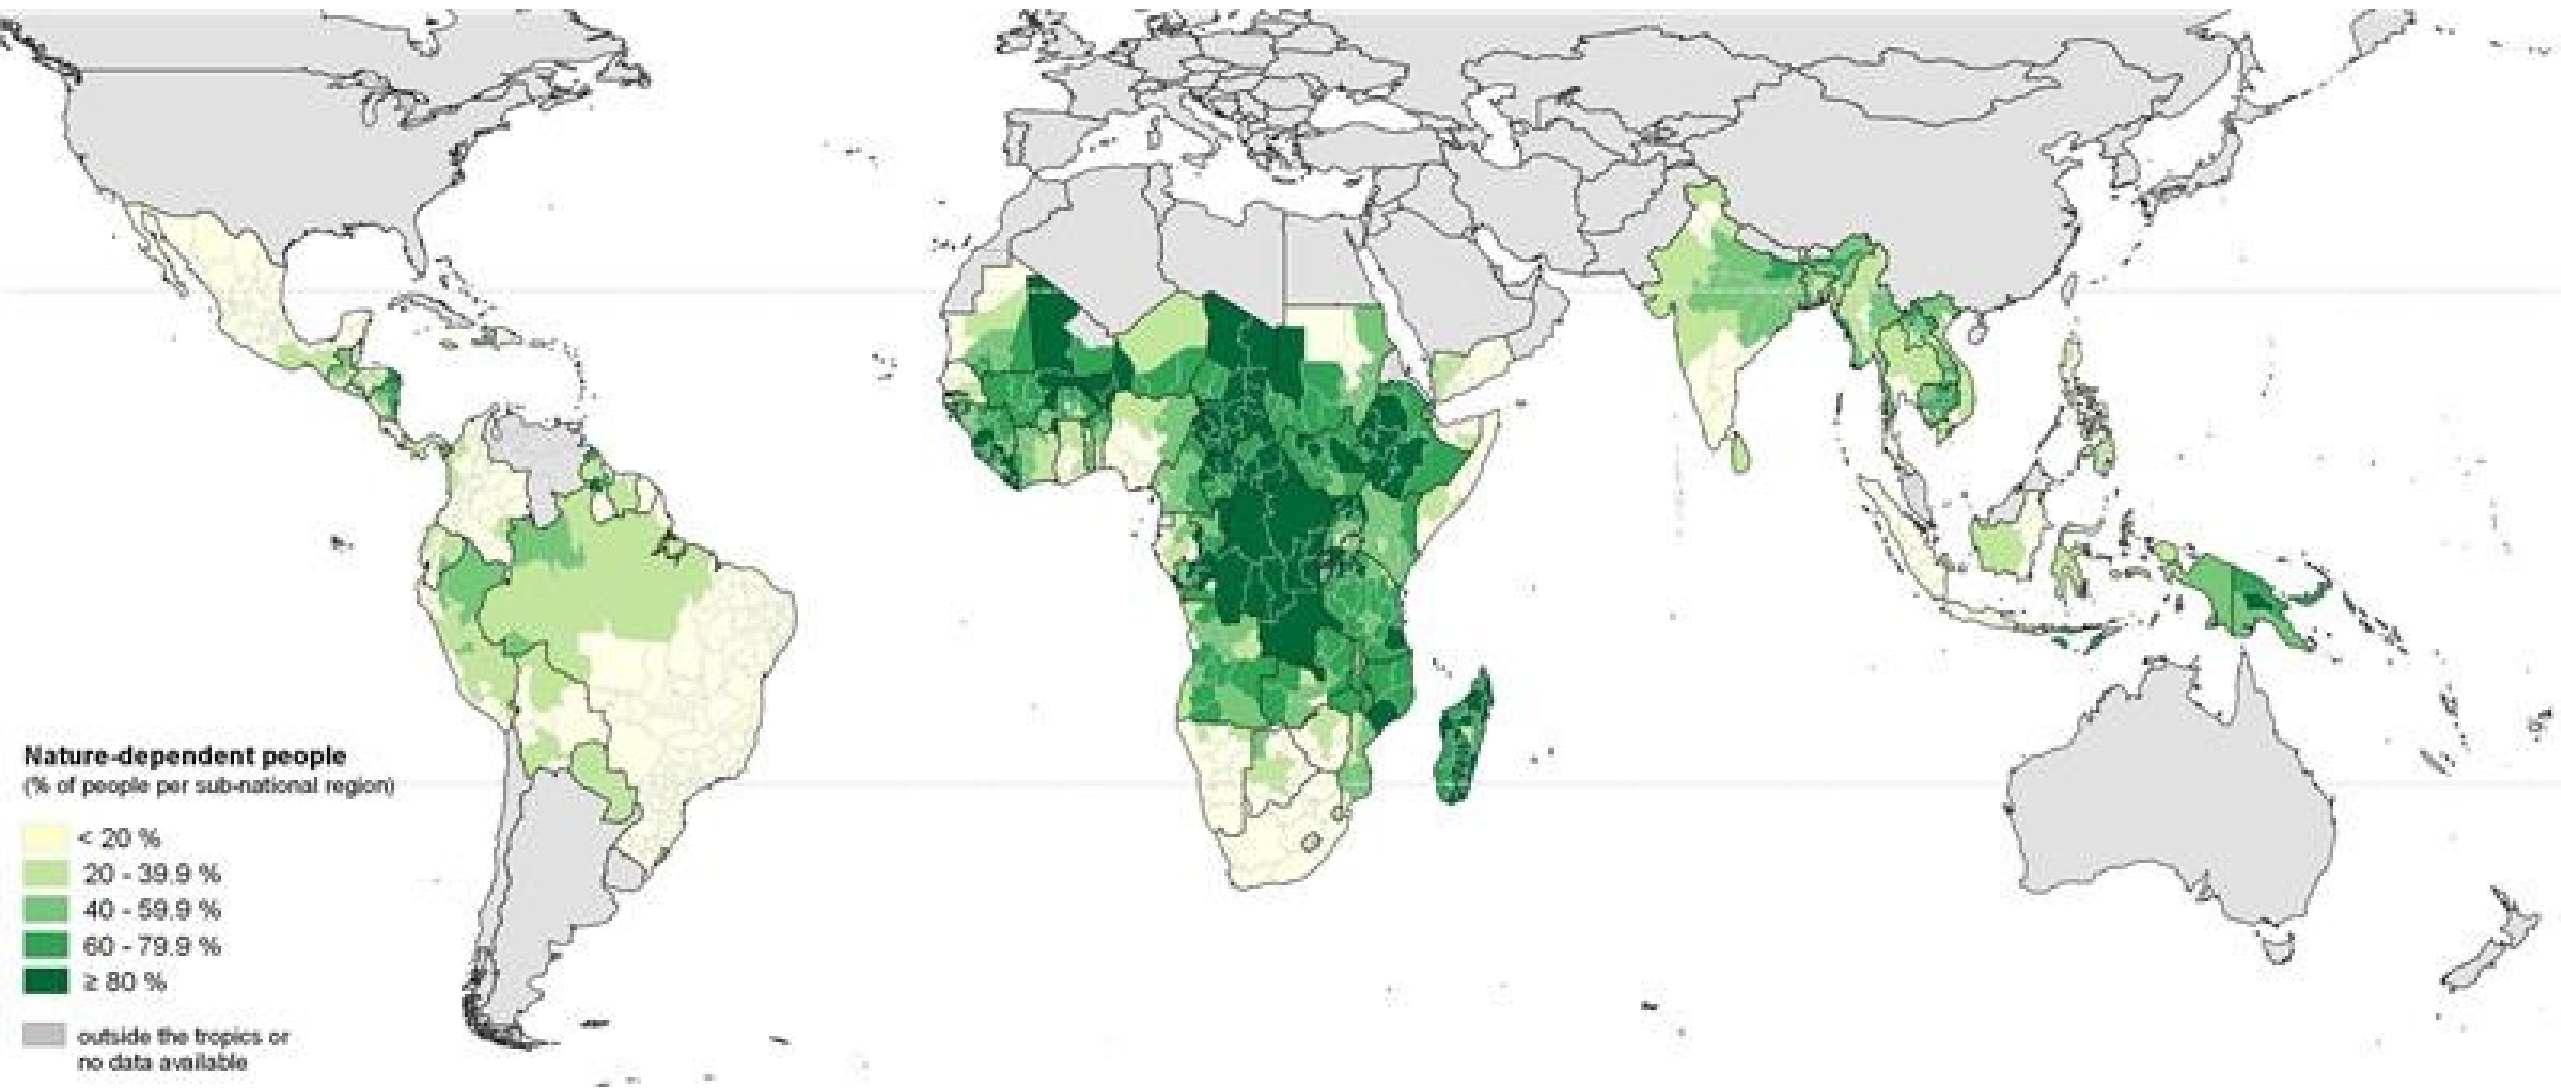 Nature-dependent people
(% of people per sub-national region)
< 20 %
20 - 39.9 %
40 - 59.9 %
60 - 79.9 %
≥ 80 %
outside the tropics or
no data available